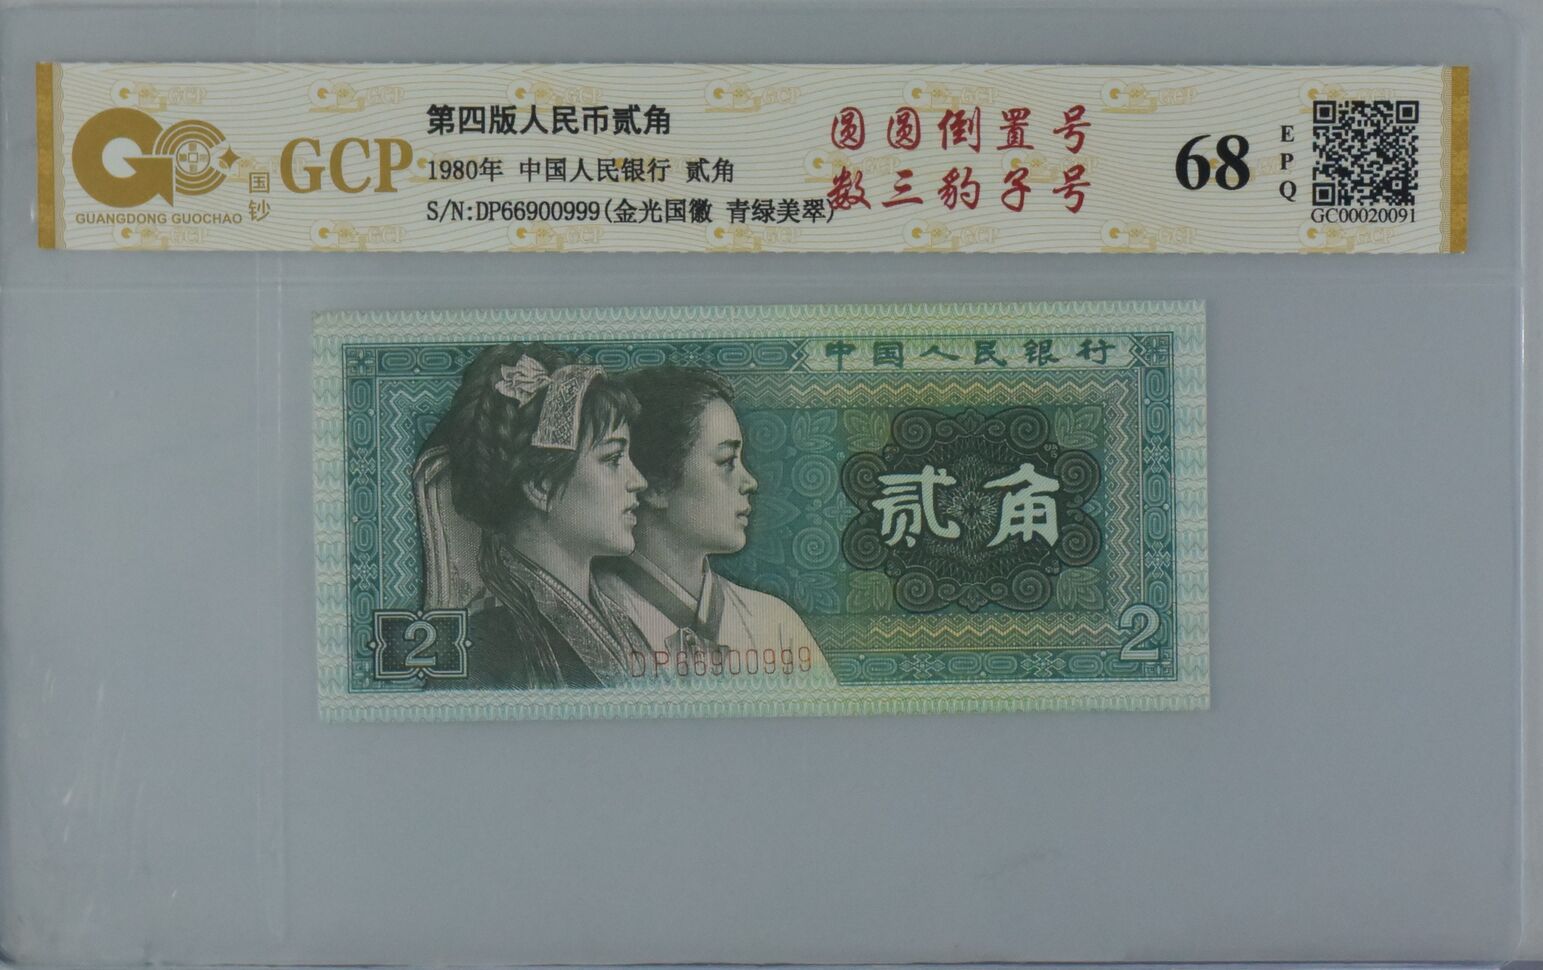 GCP
国钞
GUANGDONG GUOCHAO
第四版人民币贰角
1980年 中国人民银行 贰角
S/N:DP66900999(金光国徽 青绿美翠)
圆圆倒置号
数三豹子号
68
EPQ
GC00020091
中国人民银行
贰角
2
2
DP66900999